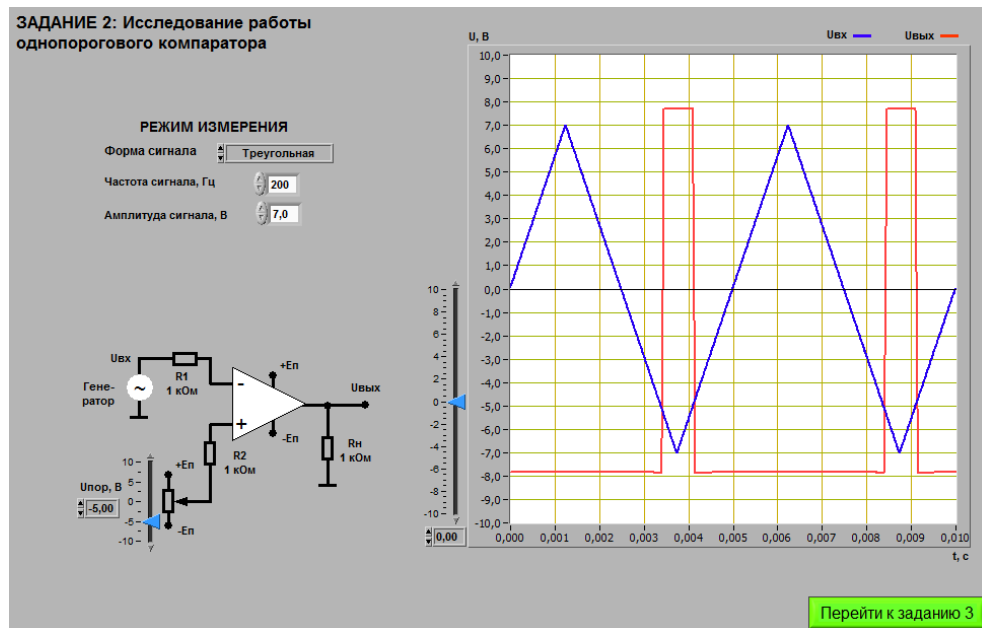 ЗАДАНИЕ 2: Исследование работы
однопорогового компаратора
РЕЖИМ ИЗМЕРЕНИЯ
Форма сигнала Треугольная
Частота сигнала, Гц 200
Амплитуда сигнала, В 7,0
U, В
Uвх Uвых
10,0
9,0
8,0
7,0
6,0
5,0
4,0
3,0
2,0
1,0
0,0
-1,0
-2,0
-3,0
-4,0
-5,0
-6,0
-7,0
-8,0
-9,0
-10,0
0,000 0,001 0,002 0,003 0,004 0,005 0,006 0,007 0,008 0,009 0,010
t, с
10
8
6
4
2
0
-2
-4
-6
-8
-10
0,00
Uвх
Гене-
ратор
~
R1
1 кОм
-
+
+Eп
-Eп
Uвых
R2
1 кОм
Rн
1 кОм
Uпор, В
-5,00
10
5
0
-5
-10
+Eп
-Eп
Перейти к заданию 3